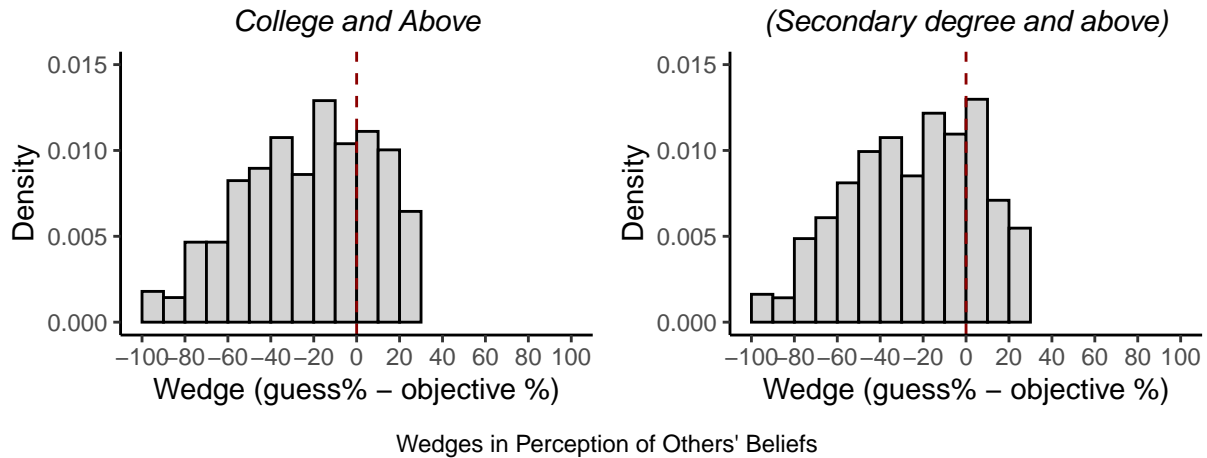 College and Above
0.015
0.010
0.005
0.000
Density
−100−80−60−40−20 0 20 40 60 80 100
Wedge (guess% − objective %)
(Secondary degree and above)
0.015
0.010
0.005
0.000
Density
−100−80−60−40−20 0 20 40 60 80 100
Wedge (guess% − objective %)
Wedges in Perception of Others' Beliefs